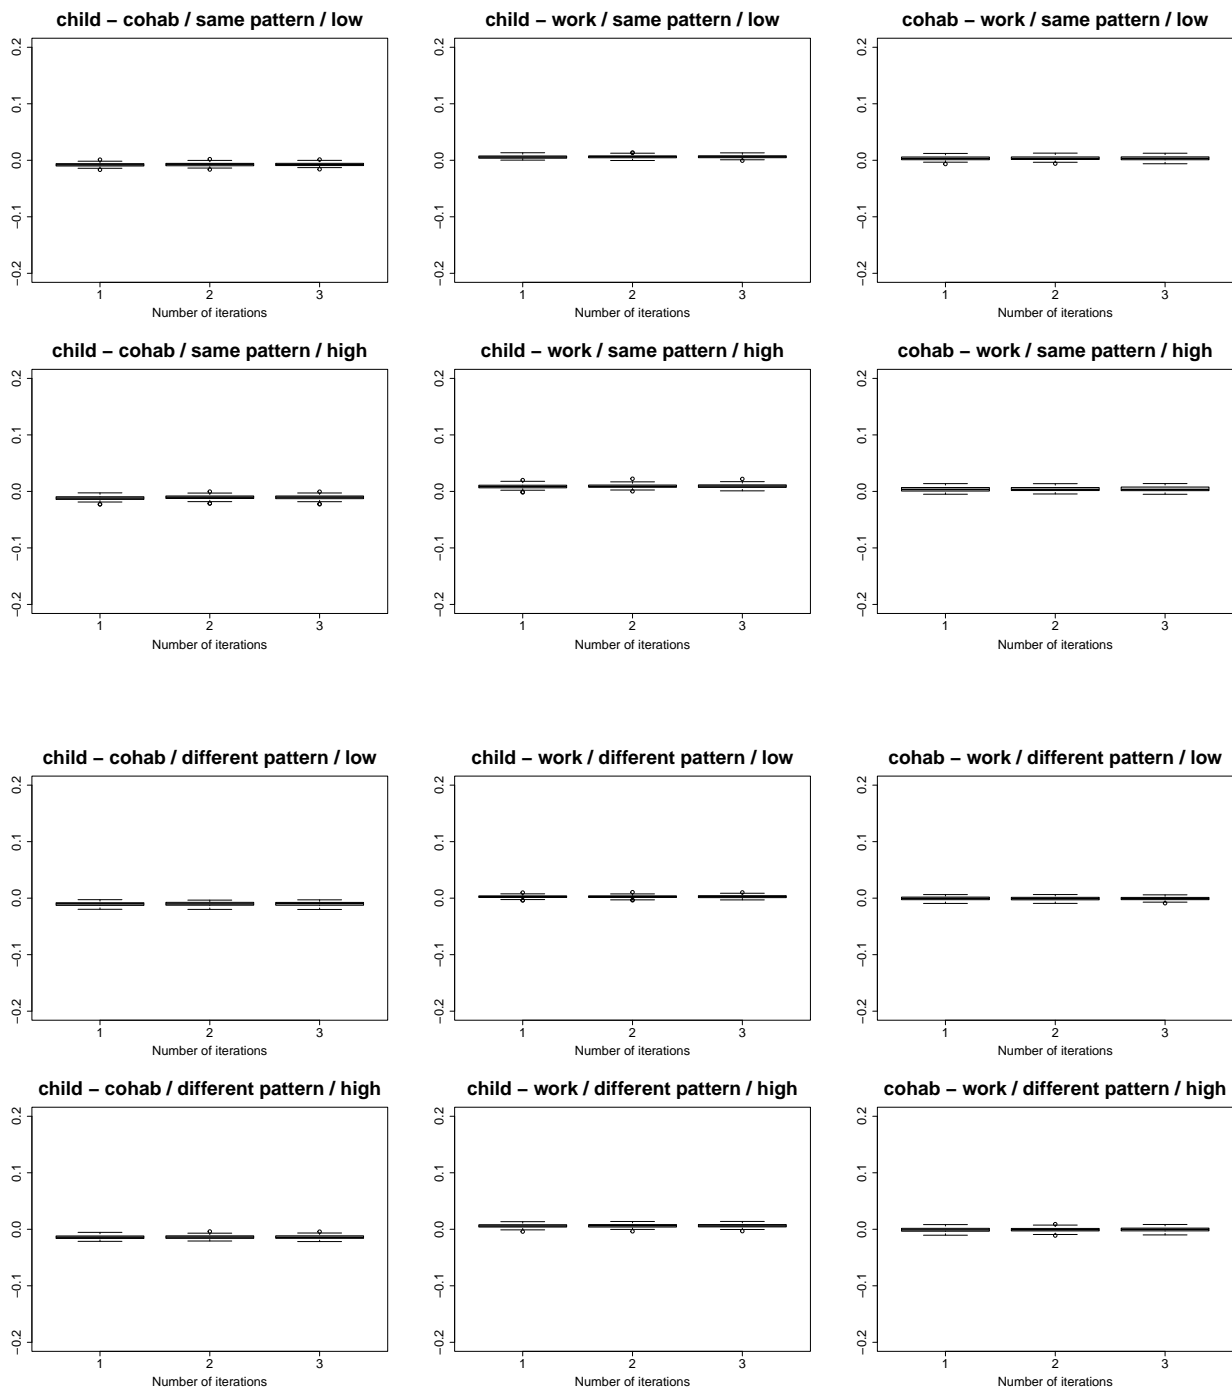 child – cohab / same pattern / low
child – work / same pattern / low
cohab – work / same pattern / low
0.2
0.1
0.0
−0.1
−0.2
1 2 3
Number of iterations
0.2
0.1
0.0
−0.1
−0.2
1 2 3
Number of iterations
0.2
0.1
0.0
−0.1
−0.2
1 2 3
Number of iterations
child – cohab / same pattern / high
child – work / same pattern / high
cohab – work / same pattern / high
0.2
0.1
0.0
−0.1
−0.2
1 2 3
Number of iterations
0.2
0.1
0.0
−0.1
−0.2
1 2 3
Number of iterations
0.2
0.1
0.0
−0.1
−0.2
1 2 3
Number of iterations
child – cohab / different pattern / low
child – work / different pattern / low
cohab – work / different pattern / low
0.2
0.1
0.0
−0.1
−0.2
1 2 3
Number of iterations
0.2
0.1
0.0
−0.1
−0.2
1 2 3
Number of iterations
0.2
0.1
0.0
−0.1
−0.2
1 2 3
Number of iterations
child – cohab / different pattern / high
child – work / different pattern / high
cohab – work / different pattern / high
0.2
0.1
0.0
−0.1
−0.2
1 2 3
Number of iterations
0.2
0.1
0.0
−0.1
−0.2
1 2 3
Number of iterations
0.2
0.1
0.0
−0.1
−0.2
1 2 3
Number of iterations